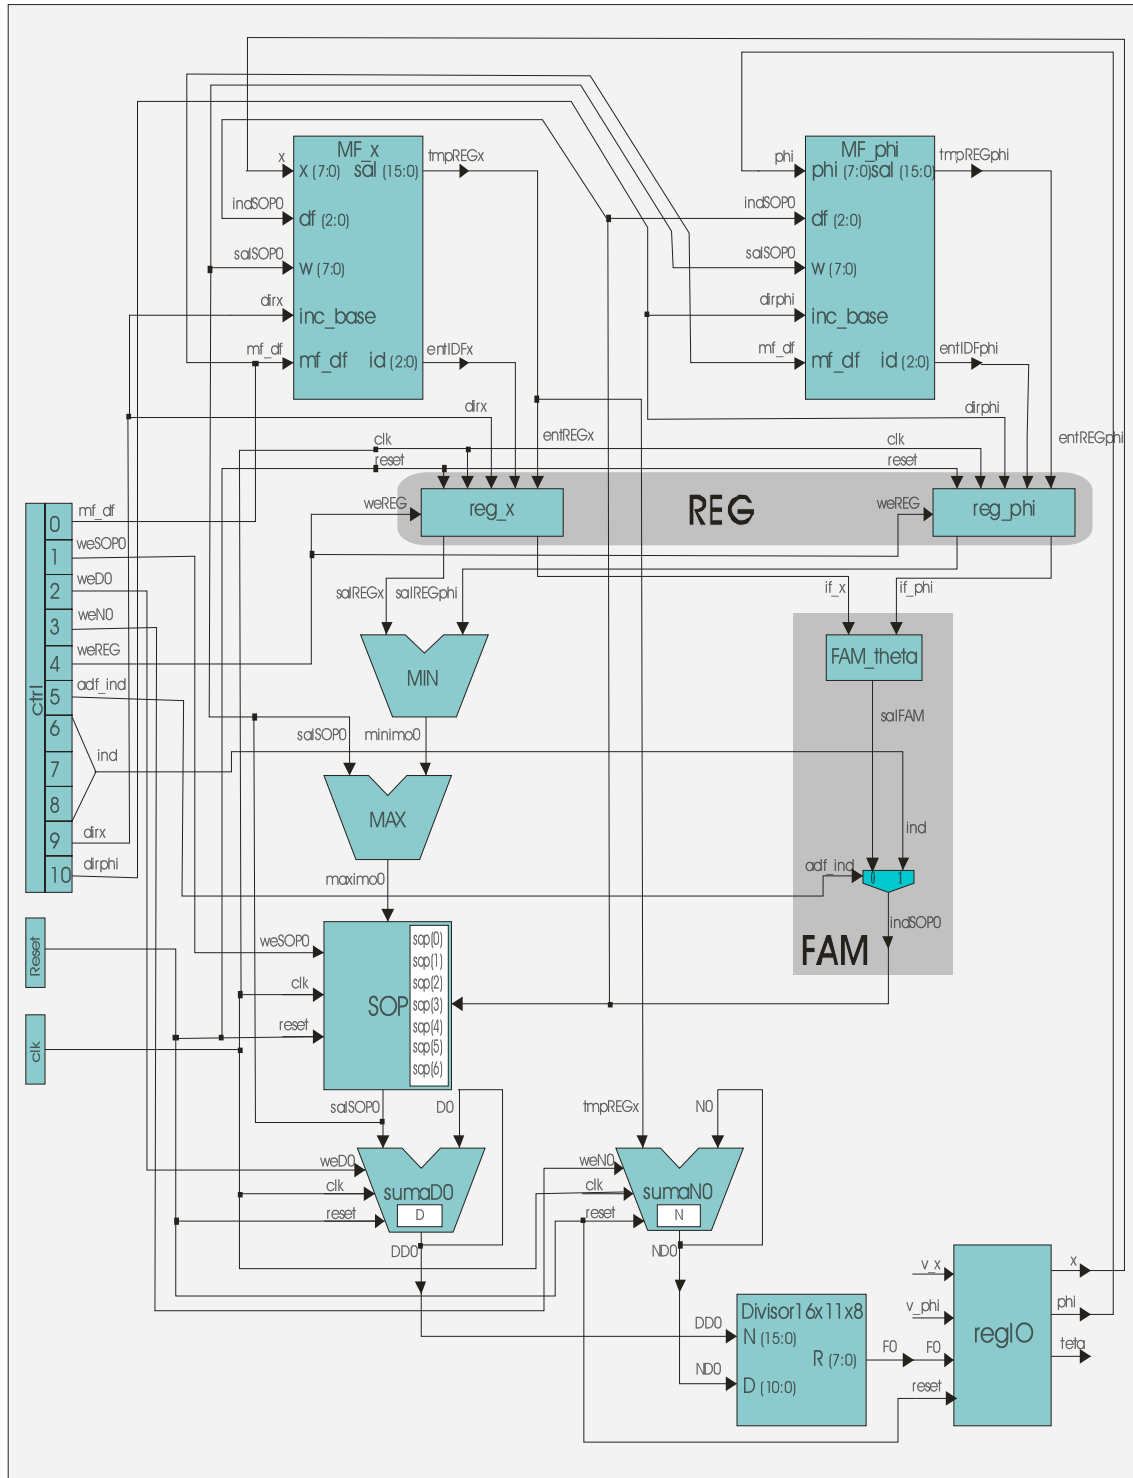 MF_x
x
x (7:0) sal (15:0)
tmpREGx
indSOP0
df (2:0)
salSOP0
w (7:0)
dirx
inc_base
mf_df
mf_df id (2:0)
entIDFx
MF_phi
phi
phi (7:0) sal (15:0)
tmpREGphi
indSOP0
df (2:0)
salSOP0
w (7:0)
dirphi
inc_base
mf_df
mf_df id (2:0)
entIDFphi
dirx
dirphi
clk
entREGx
clk
entREGphi
reset
reset
weREG
reg_x
REG
weREG
reg_phi
ctrl
0
mf_df
1
weSOP0
2
weD0
3
weN0
4
weREG
5
adf_ind
6
7
ind
8
9
dirx
10
dirphi
salREGx
salREGphi
if_x
if_phi
MIN
FAM_theta
salFAM
salSOP0
minimo0
MAX
ind
maximo0
adf_ind
0 1
indSOP0
FAM
Reset
clk
weSOP0
clk
reset
SOP
sop(0)
sop(1)
sop(2)
sop(3)
sop(4)
sop(5)
sop(6)
salSOP0
D0
tmpREGx
N0
weD0
clk
reset
sumaD0
D
DD0
weN0
clk
reset
sumaN0
N
ND0
Divisor16x11x8
DD0
N (15:0)
R (7:0)
F0
ND0
D (10:0)
v_x
v_phi
F0
reset
regIO
x
phi
teta